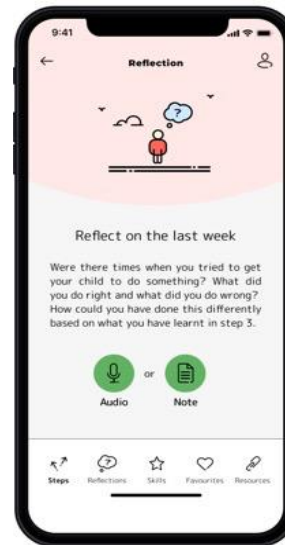 9:41
Reflection
?
Reflect on the last week
Were there times when you tried to get
your child to do something? What did
you do right and what did you do wrong?
How could you have done this differently
based on what you have learnt in step 3.
or
Audio Note
?
Steps Reflections Skills Favourites Resources